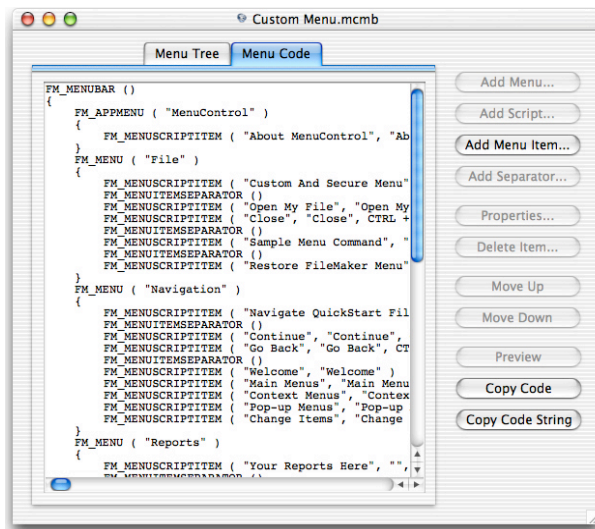 Custom Menu.mcmb
Menu Tree
Menu Code
FM_MENUBAR ()
{
FM_APPMENU ( "MenuControl" )
{
FM_MENUSCRIPTITEM ( "About MenuControl", "Ab
}
FM_MENU ( "File" )
{
FM_MENUSCRIPTITEM ( "Custom And Secure Menu"
FM_MENUITEMSEPARATOR ()
FM_MENUSCRIPTITEM ( "Open My File", "Open My
FM_MENUSCRIPTITEM ( "Close", "Close", CTRL +
FM_MENUITEMSEPARATOR ()
FM_MENUSCRIPTITEM ( "Sample Menu Command", "
FM_MENUITEMSEPARATOR ()
FM_MENUSCRIPTITEM ( "Restore FileMaker Menu"
}
FM_MENU ( "Navigation" )
{
FM_MENUSCRIPTITEM ( "Navigate QuickStart Fil
FM_MENUITEMSEPARATOR ()
FM_MENUSCRIPTITEM ( "Continue", "Continue",
FM_MENUSCRIPTITEM ( "Go Back", "Go Back", CT
FM_MENUITEMSEPARATOR ()
FM_MENUSCRIPTITEM ( "Welcome", "Welcome" )
FM_MENUSCRIPTITEM ( "Main Menus", "Main Menu
FM_MENUSCRIPTITEM ( "Context Menus", "Contex
FM_MENUSCRIPTITEM ( "Pop-up Menus", "Pop-up
FM_MENUSCRIPTITEM ( "Change Items", "Change
}
FM_MENU ( "Reports" )
{
FM_MENUSCRIPTITEM ( "Your Reports Here", "",
FM_MENUITEMSEPARATOR ()
Add Menu...
Add Script...
Add Menu Item...
Add Separator...
Properties...
Delete Item...
Move Up
Move Down
Preview
Copy Code
Copy Code String